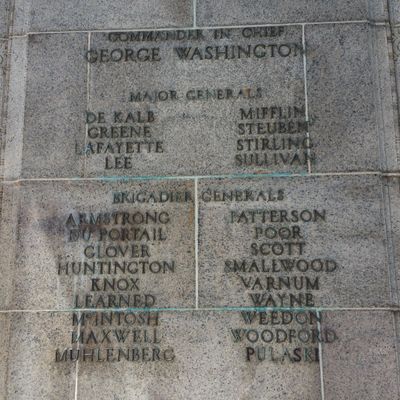 COMMANDER IN CHIEF
GEORGE WASHINGTON
MAJOR GENERALS
DE KALB MIFFLIN
GREENE STEUBEN
LAFAYETTE STIRLING
LEE SULLIVAN
BRIGADIER GENERALS
ARMSTRONG PATTERSON
DU PORTAIL POOR
GLOVER SCOTT
HUNTINGTON SMALLWOOD
KNOX VARNUM
LEARNED WAYNE
MCINTOSH WEEDON
MAXWELL WOODFORD
MUHLENBERG PULASKI